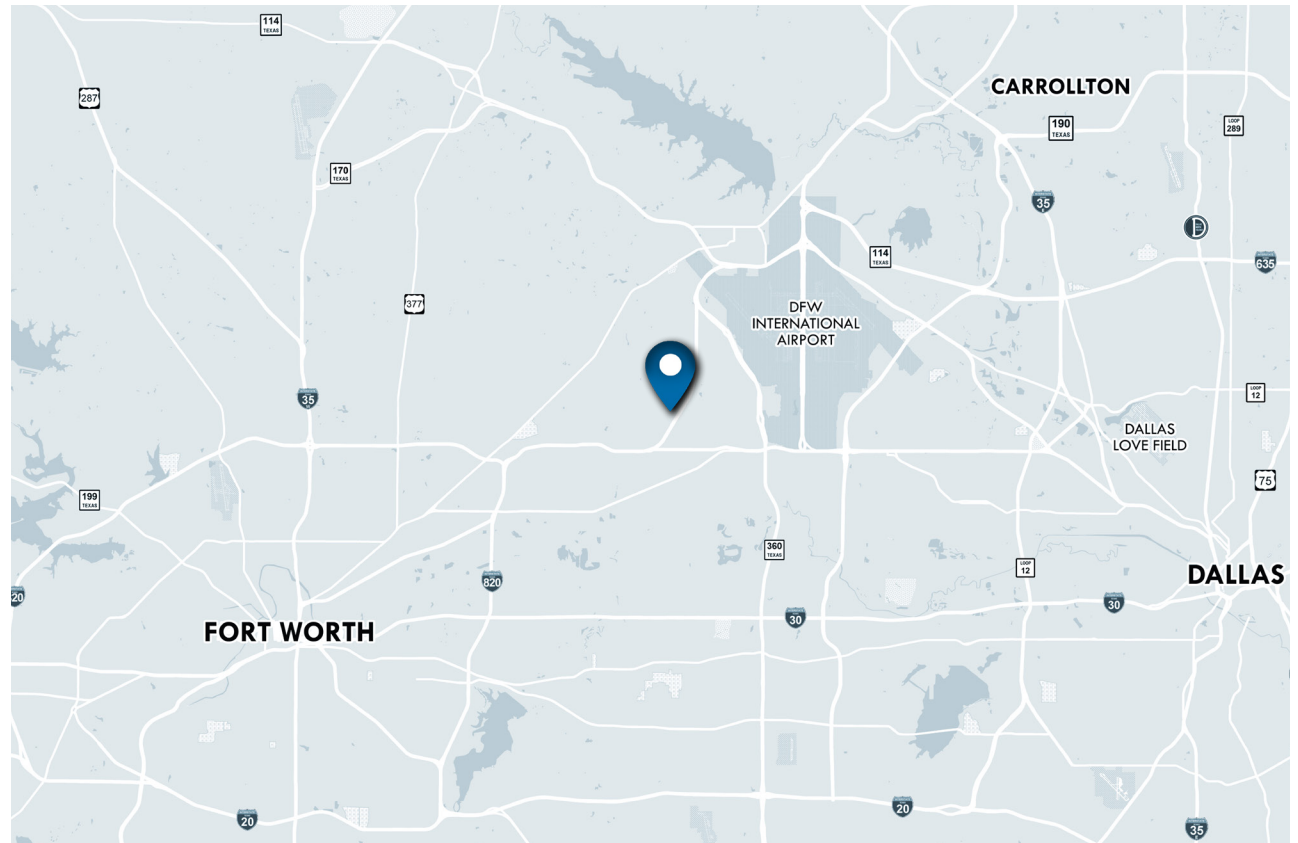 114
TEXAS
CARROLLTON
287
190
TEXAS
LOOP
289
170
TEXAS
35
D
114
TEXAS
635
377
DFW
INTERNATIONAL
AIRPORT
35
LOOP
12
DALLAS
LOVE FIELD
199
TEXAS
75
360
TEXAS
LOOP
12
820
20
DALLAS
30
30
FORT WORTH
20
20
35